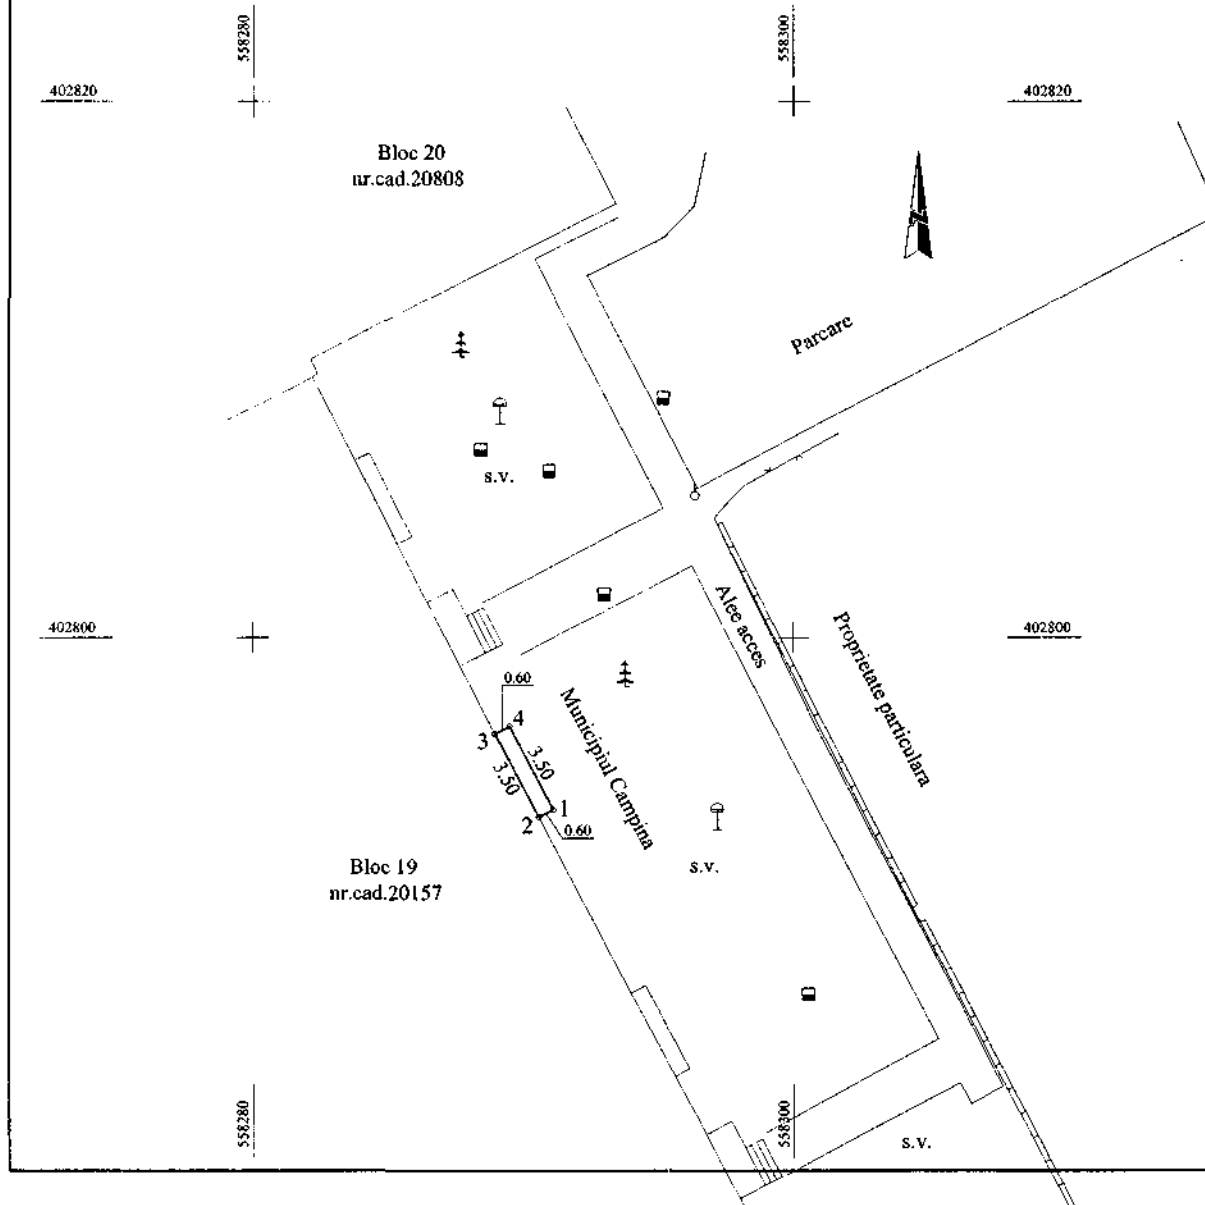 558280
558300
402820
402820
Bloc 20
nr.cad.20808
N
Parcare
s.v.
Alee acces
Proprietate particulara
402800
402800
0.60
4
3
3.50
3.50
Municipiul Campina
1
2
0.60
Bloc 19
nr.cad.20157
s.v.
558280
558300
s.v.